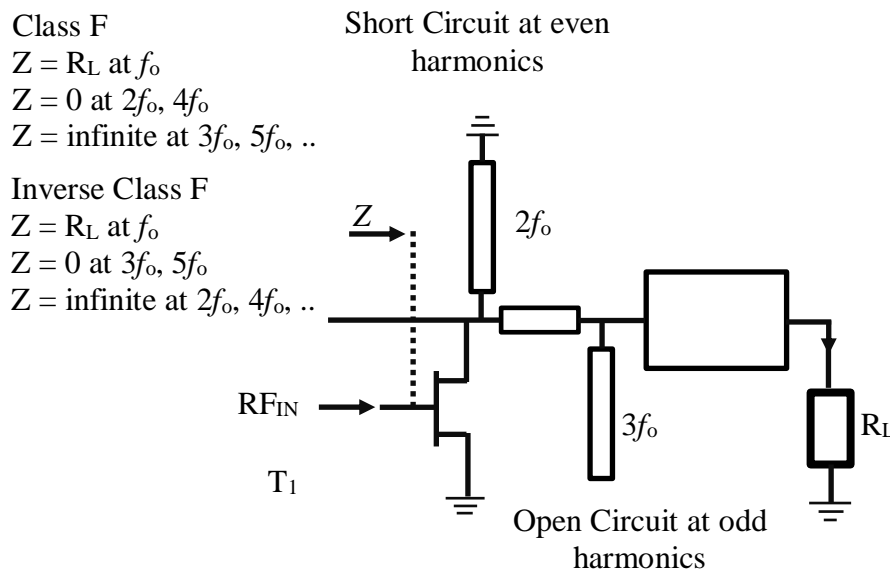 Class F
Z = RL at fo
Z = 0 at 2fo, 4fo
Z = infinite at 3fo, 5fo, ..
Inverse Class F
Z = RL at fo
Z = 0 at 3fo, 5fo
Z = infinite at 2fo, 4fo, ..
Short Circuit at even
harmonics
Z
2fo
RFIN
3fo
RL
T1
Open Circuit at odd
harmonics